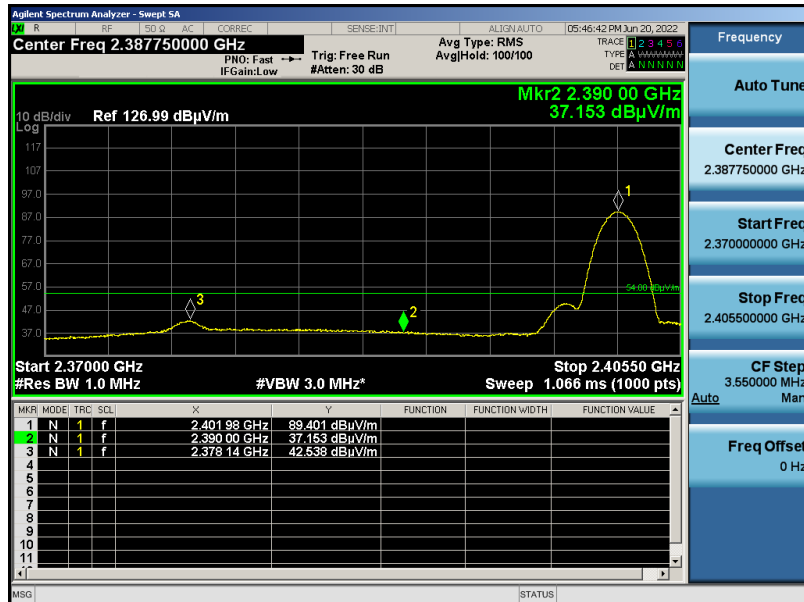 Agilent Spectrum Analyzer - Swept SA
LXI R RF 50 Ω AC CORREC SENSE:INT ALIGN AUTO 05:46:42 PM Jun 20, 2022
Center Freq 2.387750000 GHz
PNO: Fast
IFGain:Low
Trig: Free Run
#Atten: 30 dB
Avg Type: RMS
Avg|Hold: 100/100
TRACE 1 2 3 4 5 6
TYPE A WWWWW
DET A N N N N N
Mkr2 2.390 00 GHz
37.153 dBµV/m
10 dB/div Ref 126.99 dBµV/m
Log
117
107
97.0
87.0
77.0
67.0
57.0
47.0
37.0
1
54.00 dBµV/m
3
2
Start 2.37000 GHz Stop 2.40550 GHz
#Res BW 1.0 MHz #VBW 3.0 MHz* Sweep 1.066 ms (1000 pts)
MKR MODE TRC SCL X Y FUNCTION FUNCTION WIDTH FUNCTION VALUE
1 N 1 f 2.401 98 GHz 89.401 dBµV/m
2 N 1 f 2.390 00 GHz 37.153 dBµV/m
3 N 1 f 2.378 14 GHz 42.538 dBµV/m
4
5
6
7
8
9
10
11
MSG STATUS
Frequency
Auto Tune
Center Freq
2.387750000 GHz
Start Freq
2.370000000 GHz
Stop Freq
2.405500000 GHz
CF Step
3.550000 MHz
Auto Man
Freq Offset
0 Hz